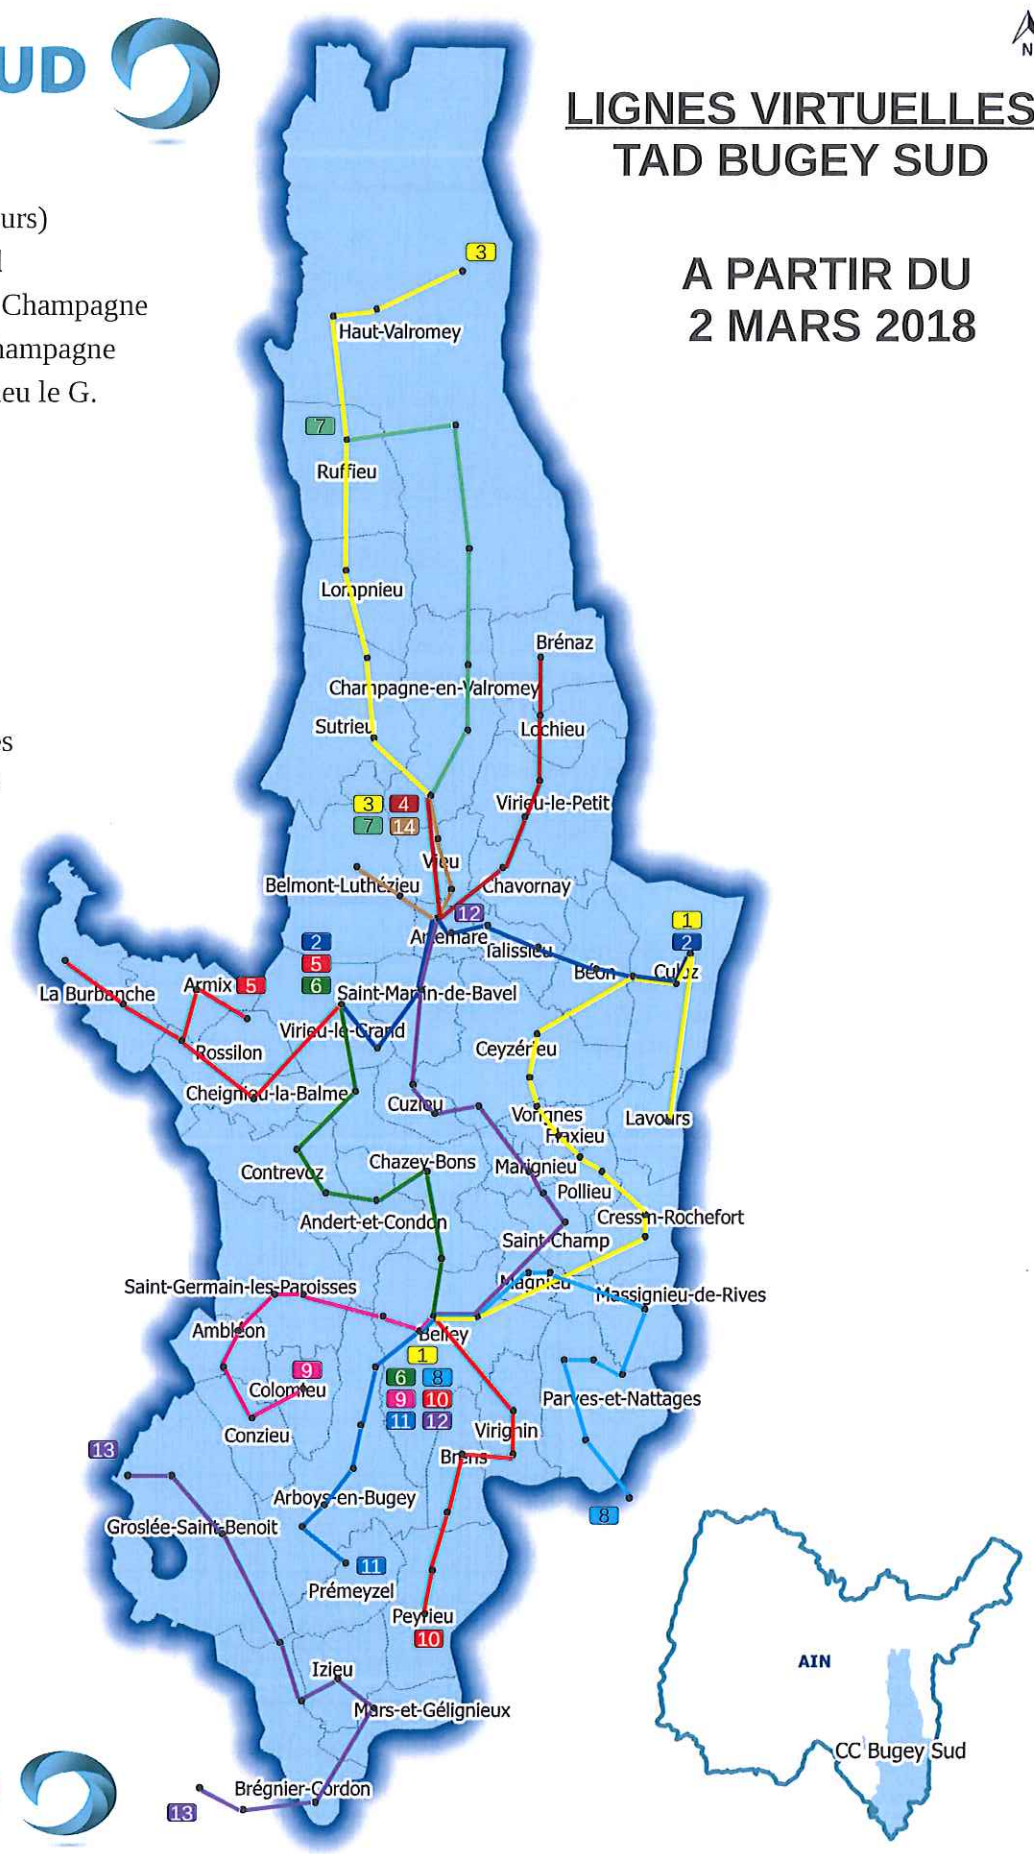 UD
N
LIGNES VIRTUELLES
TAD BUGEY SUD
urs)
A PARTIR DU
2 MARS 2018
Champagne
hampagne
eu le G.
3
Haut-Valromey
7
Ruffieu
Lompnieu
Brénaz
Champagne-en-Valromey
Sutrieu
Lochieu
3 4
7 14
Virieu-le-Petit
Vieu
Belmont-Luthézieu
Chavornay
12
1
2
Artemare
Talissieu
2
5
6
Béon
Culoz
La Burbanche
Armix 5
Saint-Martin-de-Bavel
Virieu-le-Grand
Rossilon
Ceyzérieu
Cheignieu-la-Balme
Cuzieu
Vongnes
Lavours
Flaxieu
Contrevoz
Chazey-Bons
Marignieu
Pollieu
Andert-et-Condon
Cressin-Rochefort
Saint-Champ
Saint-Germain-les-Paroisses
Magnieu
Massignieu-de-Rives
Ambléon
Belley
1
6 8
9 10
11 12
9
Colomieu
Parves-et-Nattages
Conzieu
Virignin
13
Brens
Arboys-en-Bugey
8
Groslée-Saint-Benoit
11
Prémeyzel
Peyrieu
10
Izieu
Murs-et-Gélignieux
Brégnier-Cordon
13
AIN
CC Bugey Sud